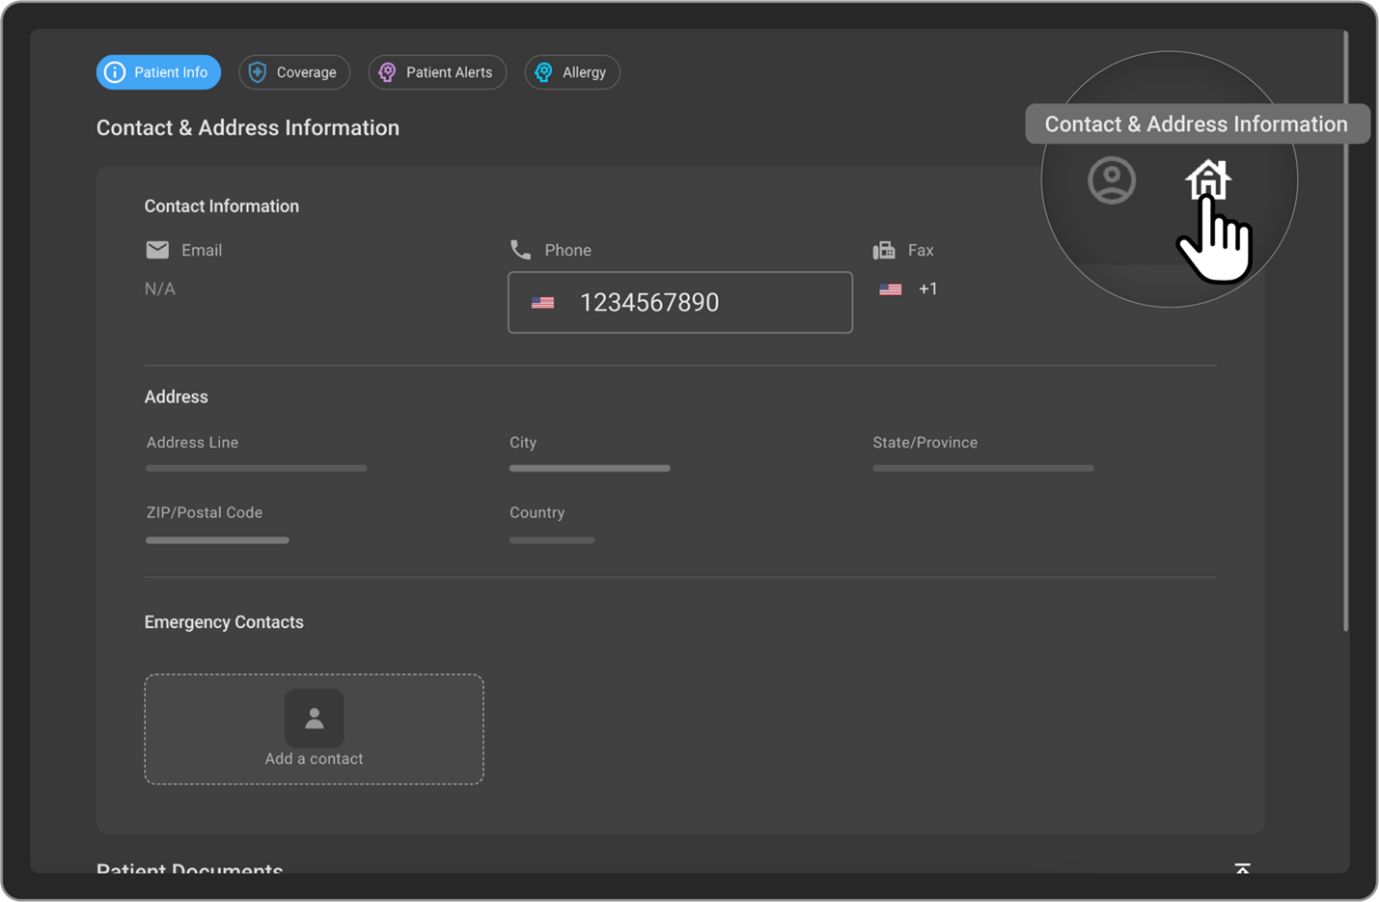 Patient Info
Coverage
Patient Alerts
Allergy
Contact & Address Information
Contact & Address Information
Contact Information
Email
Phone
Fax
N/A
1234567890
+1
Address
Address Line
City
State/Province
ZIP/Postal Code
Country
Emergency Contacts
Add a contact
Patient Documents